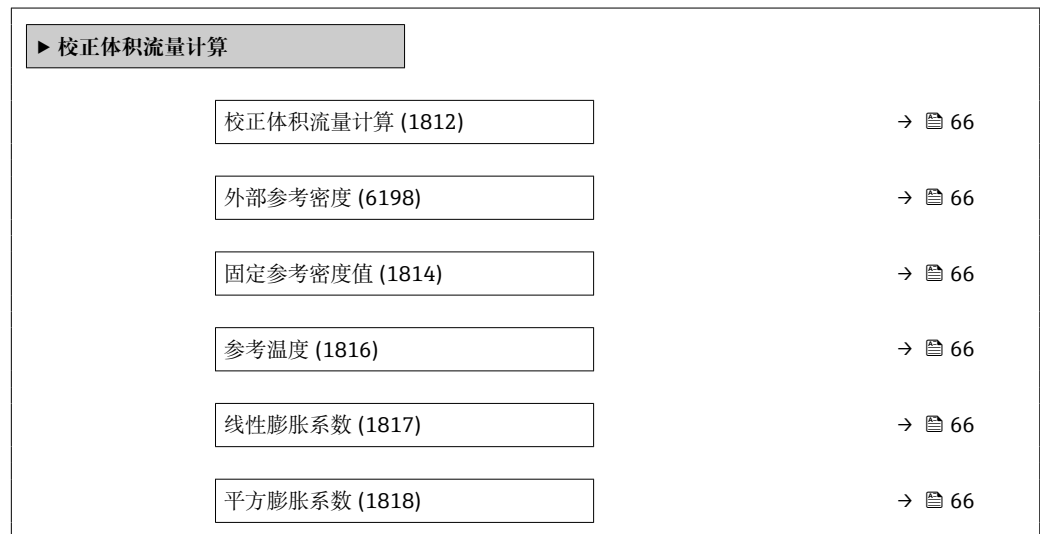 ▶ 校正体积流量计算
校正体积流量计算 (1812) → 66
外部参考密度 (6198) → 66
固定参考密度值 (1814) → 66
参考温度 (1816) → 66
线性膨胀系数 (1817) → 66
平方膨胀系数 (1818) → 66